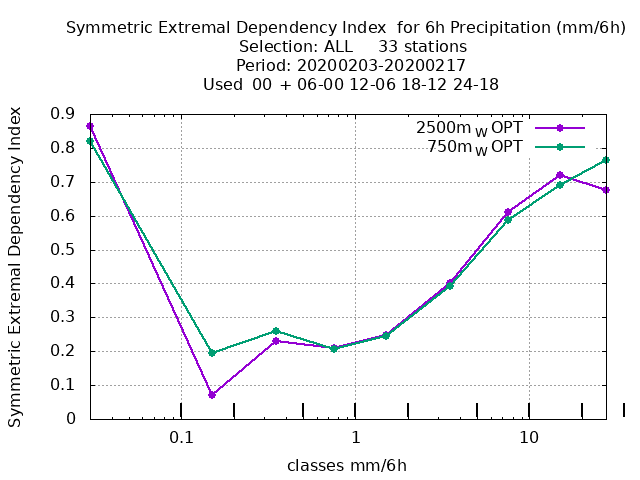 Symmetric Extremal Dependency Index  for 6h Precipitation (mm/6h)
Selection: ALL     33 stations
Period: 20200203-20200217
Used  00  + 06-00 12-06 18-12 24-18
Symmetric Extremal Dependency Index
0.9
0.8
0.7
0.6
0.5
0.4
0.3
0.2
0.1
0
2500m W OPT
750m W OPT
0.1
1
10
classes mm/6h